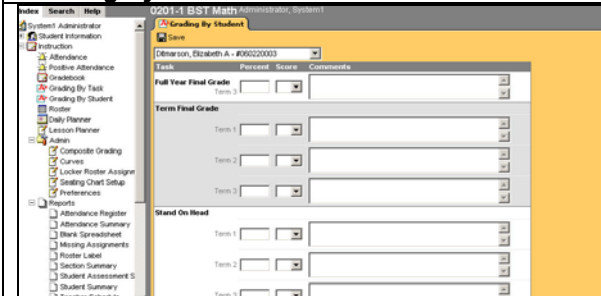 Index Search Help
System1 Administrator
Student Information
Instruction
Attendance
Positive Attendance
Gradebook
Grading By Task
Grading By Student
Roster
Daily Planner
Lesson Planner
Admin
Composite Grading
Curves
Locker Roster Assignm
Seating Chart Setup
Preferences
Reports
Attendance Register
Attendance Summary
Blank Spreadsheet
Missing Assignments
Roster Label
Section Summary
Student Assessment S
Student Summary
Teacher Schedule
0201-1 BST Math Administrator, System1
Grading By Student
Save
Ditmarson, Elizabeth A - #060220003
Task Percent Score Comments
Full Year Final Grade
Term 3
Term Final Grade
Term 1
Term 2
Term 3
Stand On Head
Term 1
Term 2
Term 3